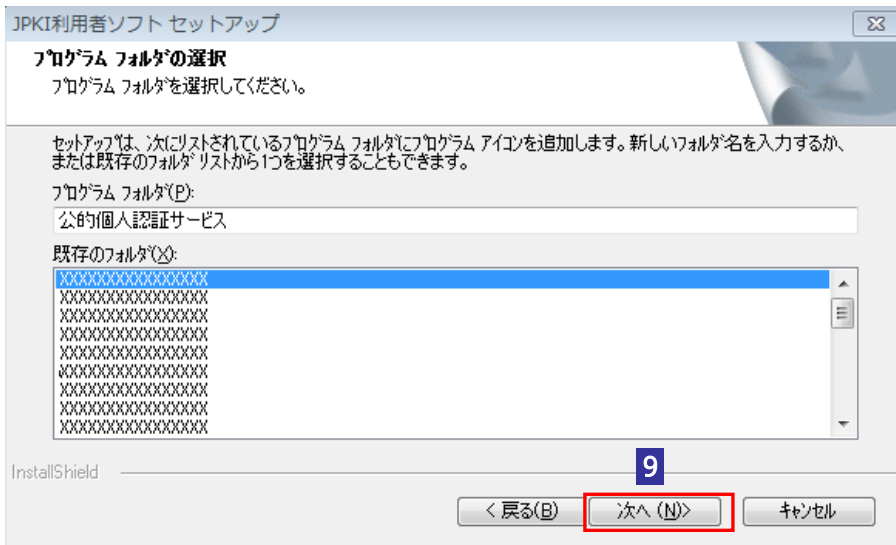 JPKI利用者ソフト セットアップ
プログラム フォルダの選択
プログラム フォルダを選択してください。
セットアップは、次にリストされているプログラム フォルダにプログラム アイコンを追加します。新しいフォルダ名を入力するか、
または既存のフォルダ リストから1つを選択することもできます。
プログラム フォルダ(P):
公的個人認証サービス
既存のフォルダ(X):
XXXXXXXXXXXXXXXX
XXXXXXXXXXXXXXXX
XXXXXXXXXXXXXXXX
XXXXXXXXXXXXXXXX
XXXXXXXXXXXXXXXX
XXXXXXXXXXXXXXXX
XXXXXXXXXXXXXXXX
XXXXXXXXXXXXXXXX
XXXXXXXXXXXXXXXX
InstallShield
9
< 戻る(B) 次へ (N)> キャンセル